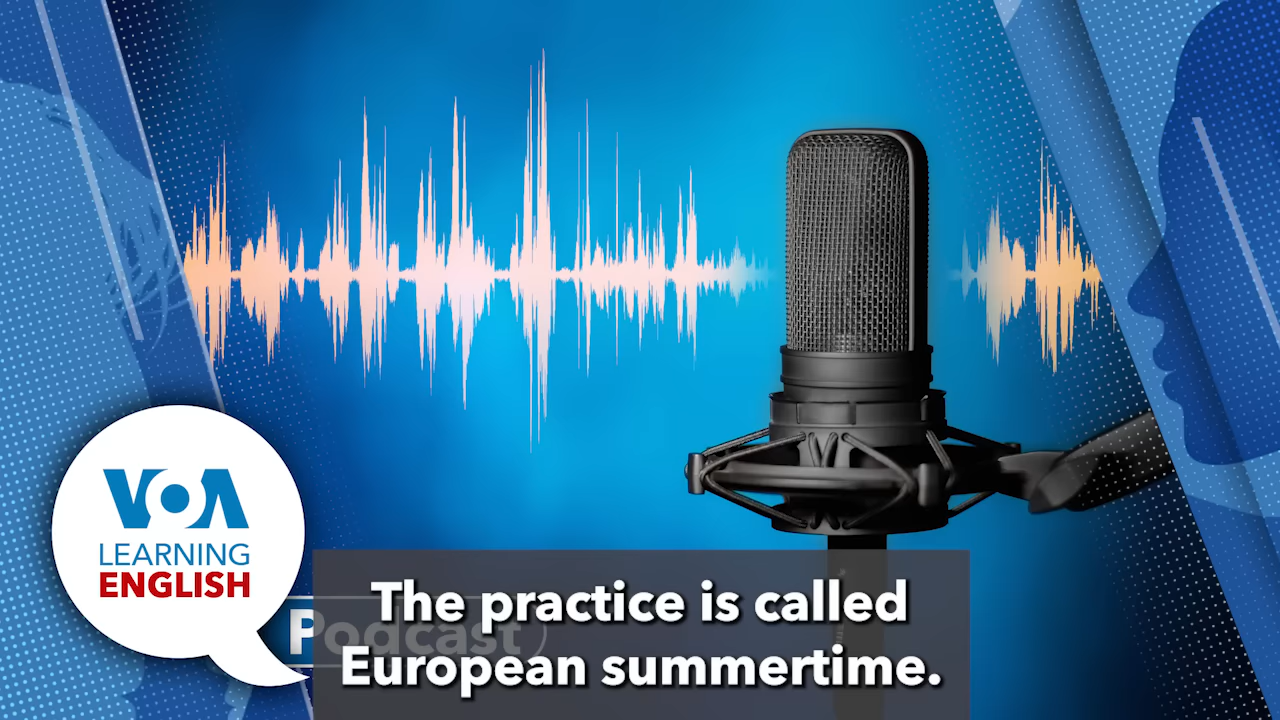 VOA
LEARNING
ENGLISH
Podcast
The practice is called
European summertime.